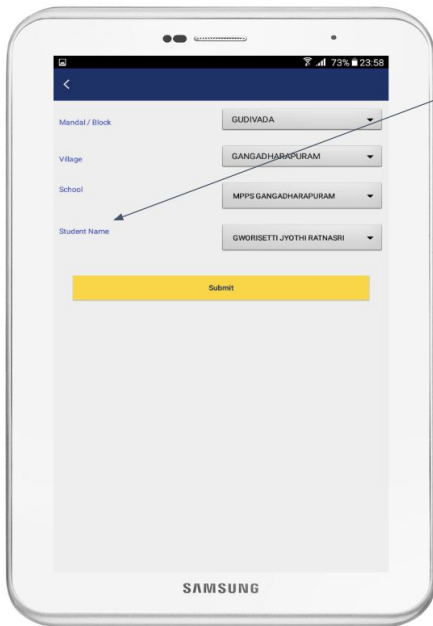 73% 23:58
Mandal / Block GUDIVADA
Village GANGADHARAPURAM
School MPPS GANGADHARAPURAM
Student Name GWORISETTI JYOTHI RATNASRI
Submit
SAMSUNG